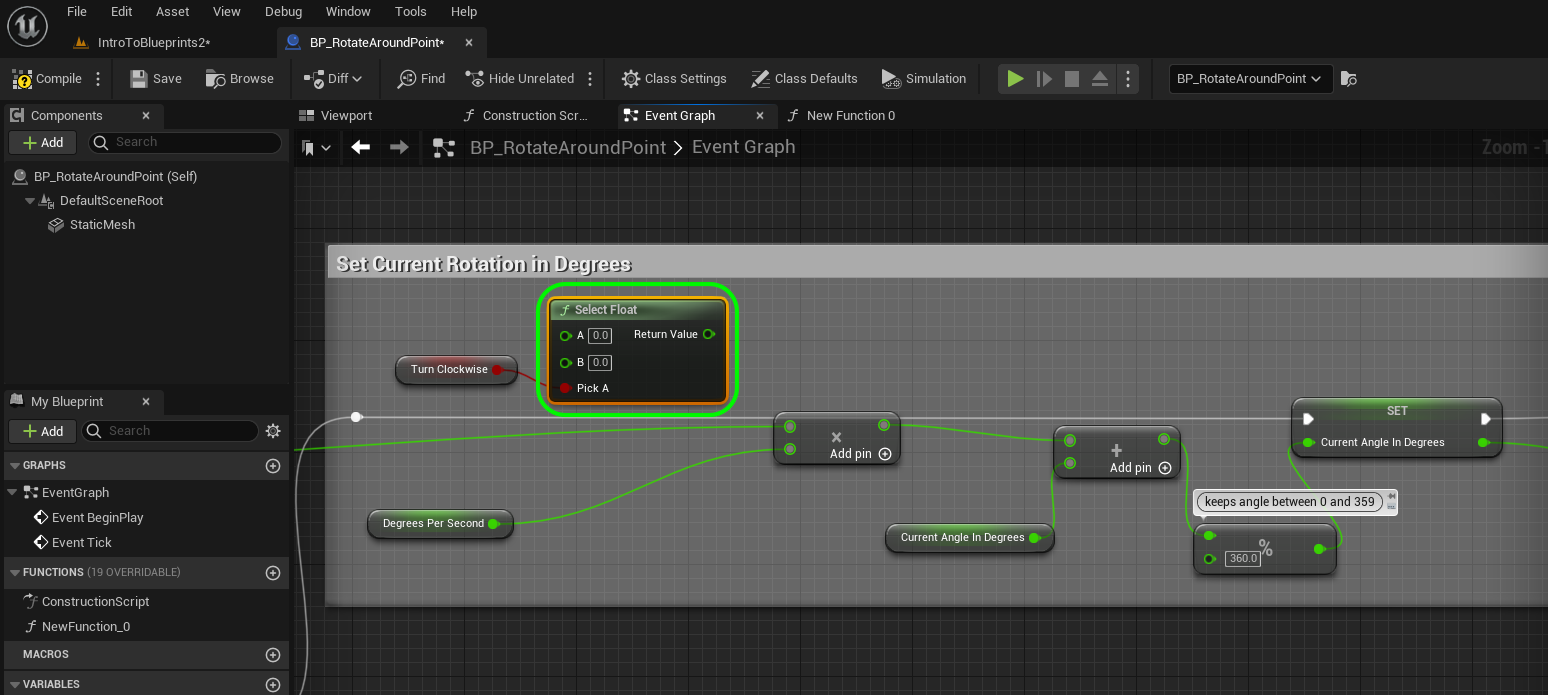 File Edit Asset View Debug Window Tools Help
IntroToBlueprints2* BP_RotateAroundPoint*
Compile Save Browse Diff Find Hide Unrelated Class Settings Class Defaults Simulation BP_RotateAroundPoint
Components Viewport Construction Scr... Event Graph New Function 0
Add Search BP_RotateAroundPoint > Event Graph Zoom -1
BP_RotateAroundPoint (Self)
DefaultSceneRoot
StaticMesh
Set Current Rotation in Degrees
Select Float
A 0.0 Return Value
B 0.0
Turn Clockwise
Pick A
My Blueprint
Add Search
GRAPHS
EventGraph
Event BeginPlay
Event Tick
FUNCTIONS (19 OVERRIDABLE)
ConstructionScript
NewFunction_0
MACROS
VARIABLES
×
Add pin
+
Add pin
SET
Current Angle In Degrees
Degrees Per Second
Current Angle In Degrees
keeps angle between 0 and 359
%
360.0